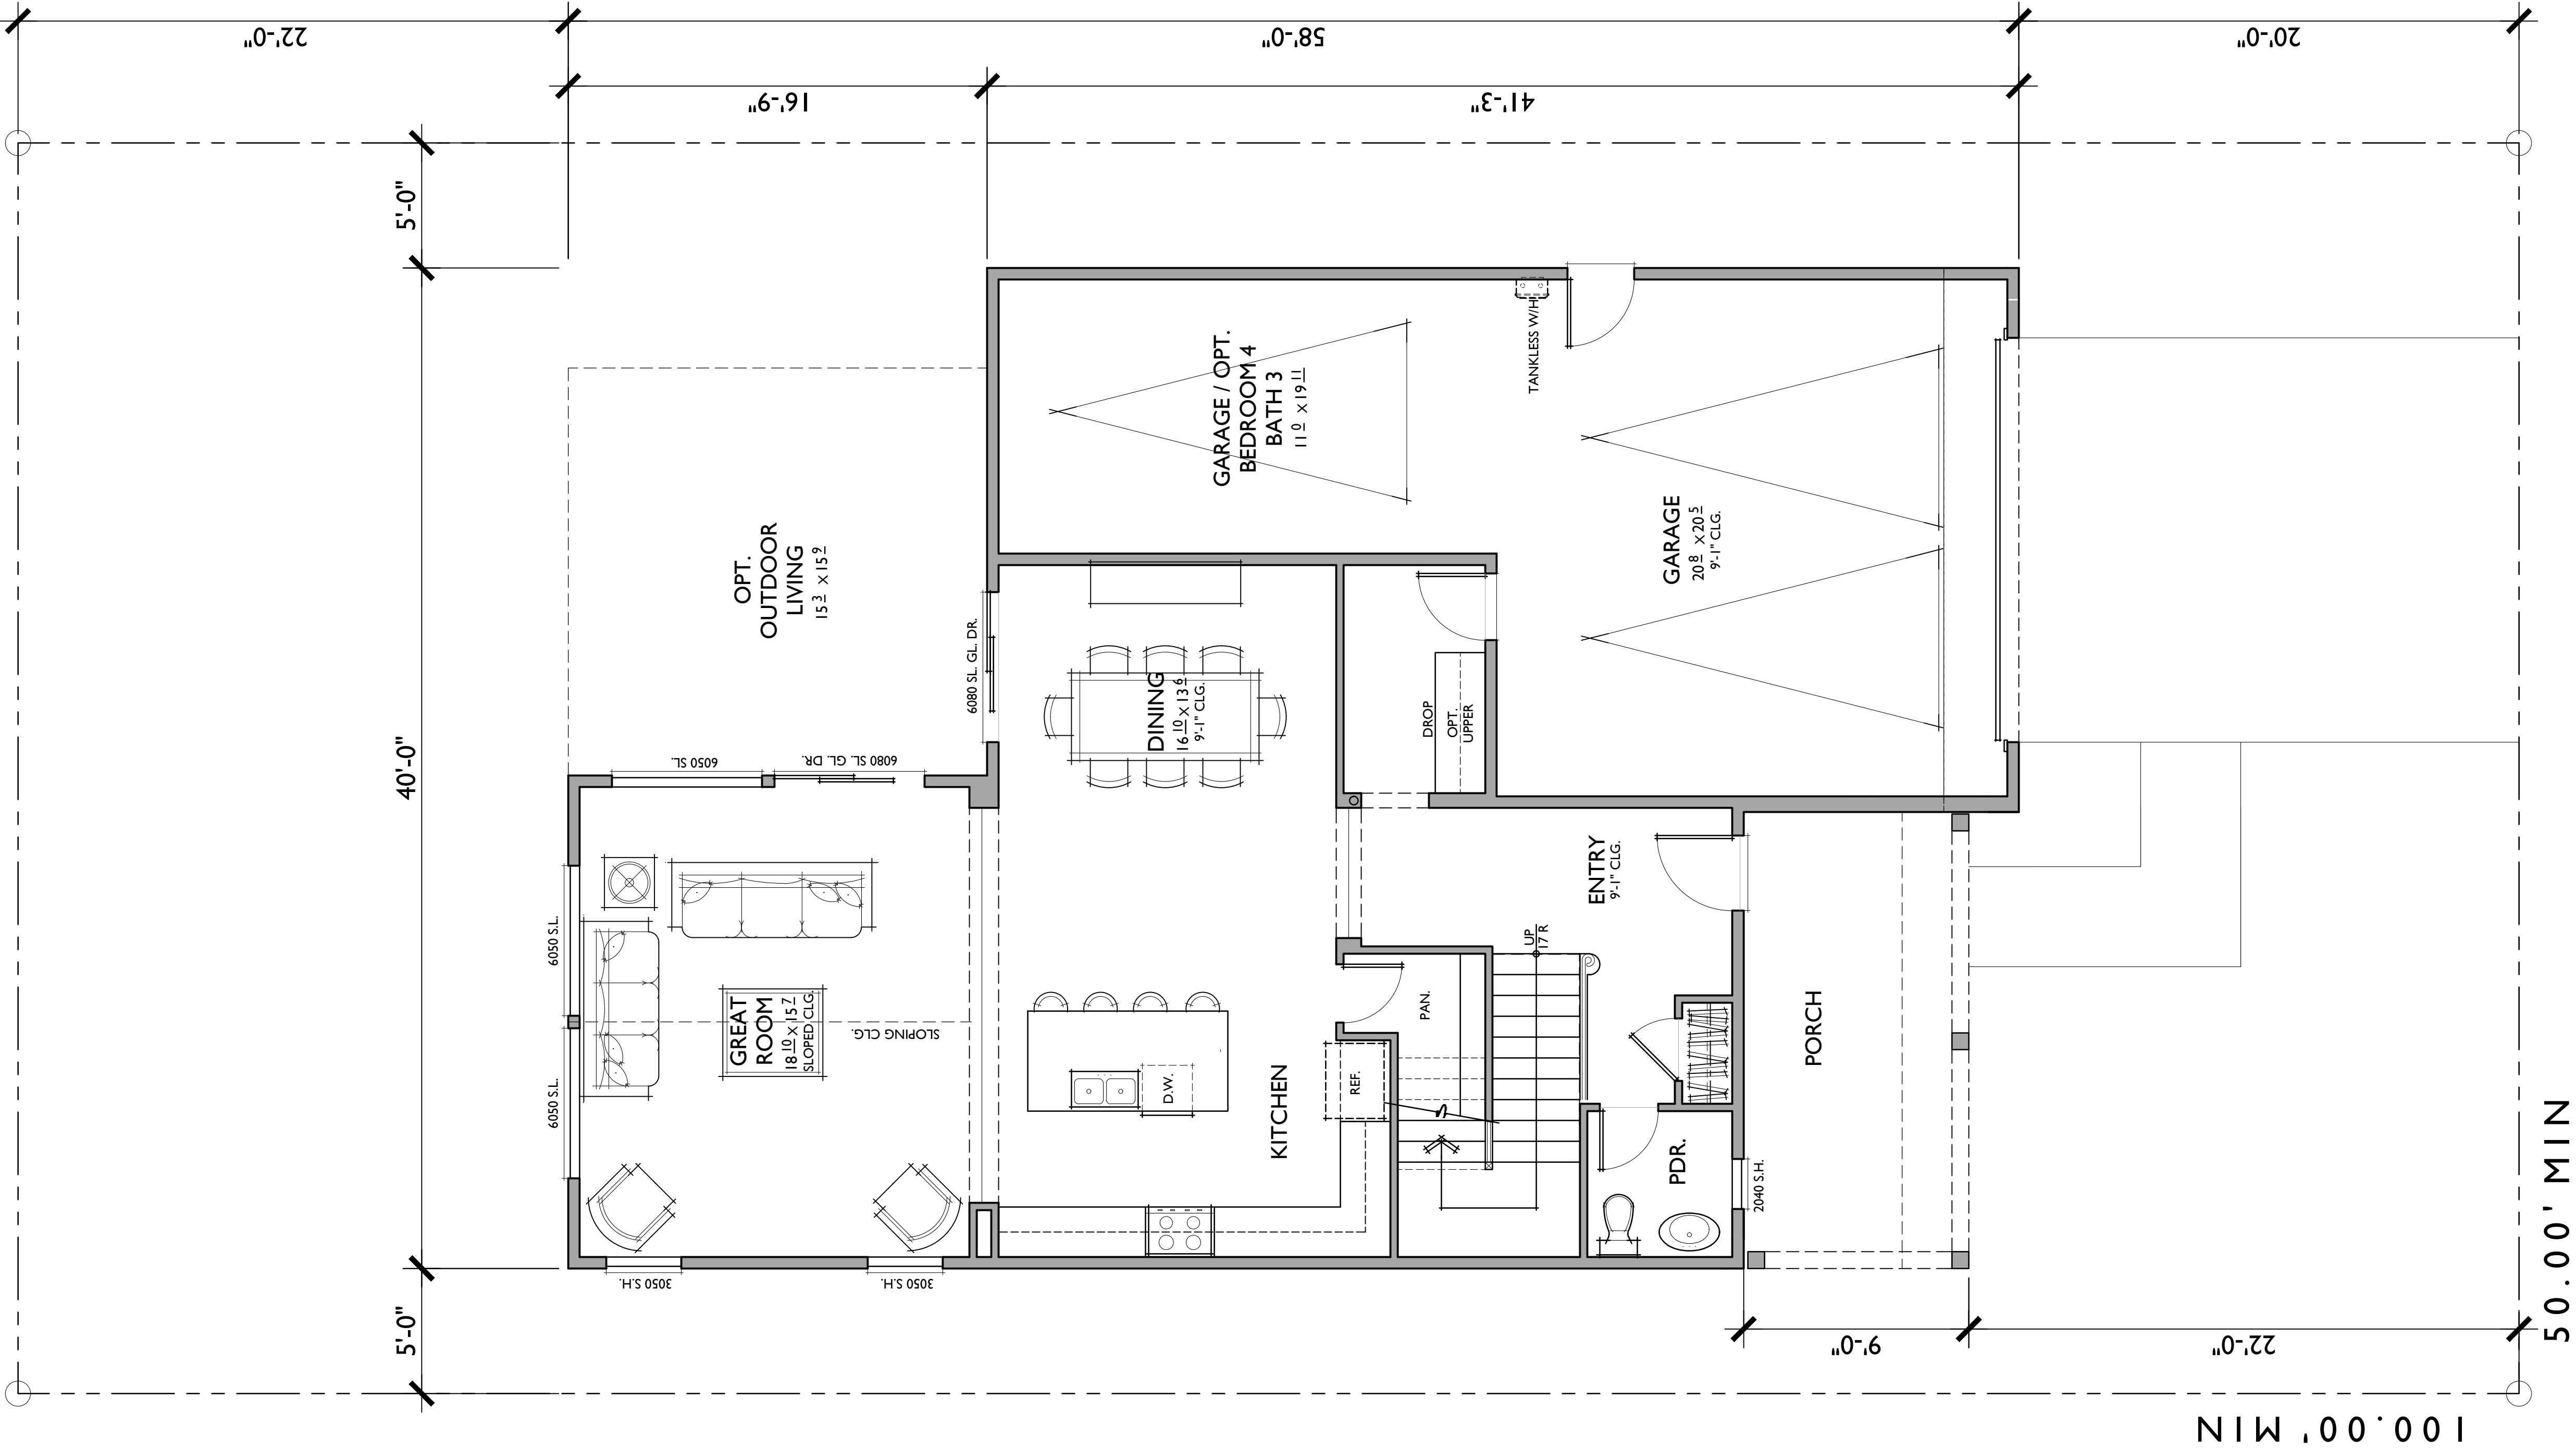 22'-0"
58'-0"
20'-0"
16'-9"
41'-3"
5'-0"
40'-0"
5'-0"
OPT.
OUTDOOR
LIVING
15 3 X 15 9
GARAGE / OPT.
BEDROOM 4
BATH 3
11 0 X 19 11
TANKLESS W/H
GARAGE
20 8 X 20 5
9'-1" CLG.
6080 SL. GL. DR.
6050 SL.
6080 SL. GL. DR.
DINING
16 10 X 13 6
9'-1" CLG.
DROP
OPT.
UPPER
6050 S.L.
6050 S.L.
GREAT
ROOM
18 10 X 15 7
SLOPED CLG.
SLOPING CLG.
ENTRY
9'-1" CLG.
UP
17 R
PAN.
KITCHEN
D.W.
REF.
PDR.
2040 S.H.
PORCH
3050 S.H.
3050 S.H.
9'-0"
22'-0"
50.00' MIN
100.00' MIN